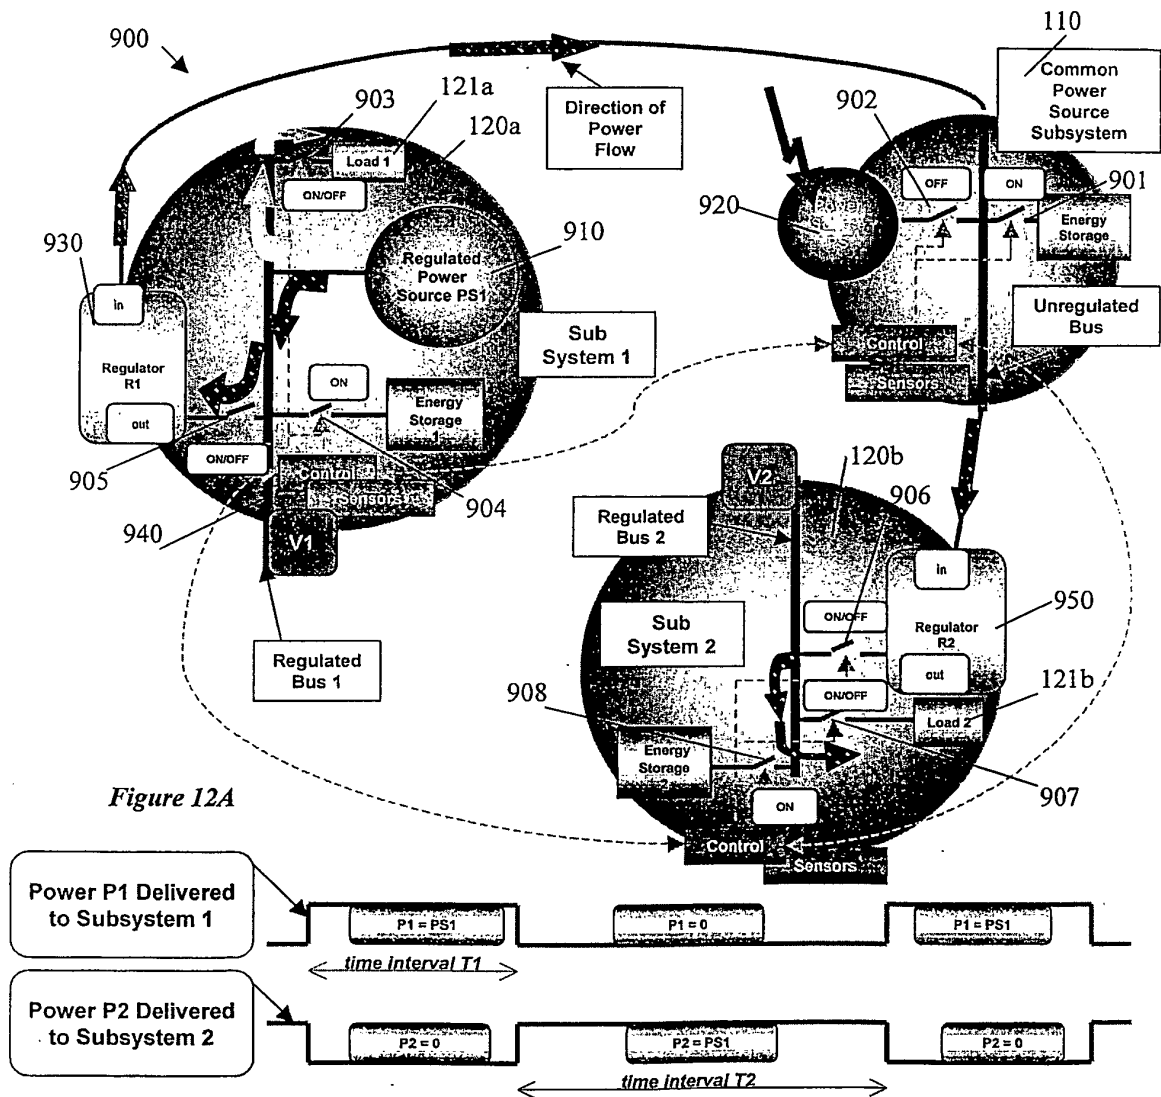 900
110
Common
Power
Source
Subsystem
903
121a
120a
Direction of
Power
Flow
902
Load 1
ON/OFF
OFF
ON
901
920
Energy
Storage
930
910
Regulated
Power
Source PS1
in
Unregulated
Bus
Sub
System 1
Control
Sensors
Regulator
R1
ON
out
Energy
Storage
1
905
ON/OFF
Control
Sensors
904
940
V1
V2
120b
906
Regulated
Bus 2
in
ON/OFF
950
Sub
System 2
Regulator
R2
Regulated
Bus 1
out
ON/OFF
121b
908
Load 2
Energy
Storage
2
907
Figure 12A
ON
Control
Sensors
Power P1 Delivered
to Subsystem 1
P1 = PS1
P1 = 0
P1 = PS1
time interval T1
Power P2 Delivered
to Subsystem 2
P2 = 0
P2 = PS1
P2 = 0
time interval T2